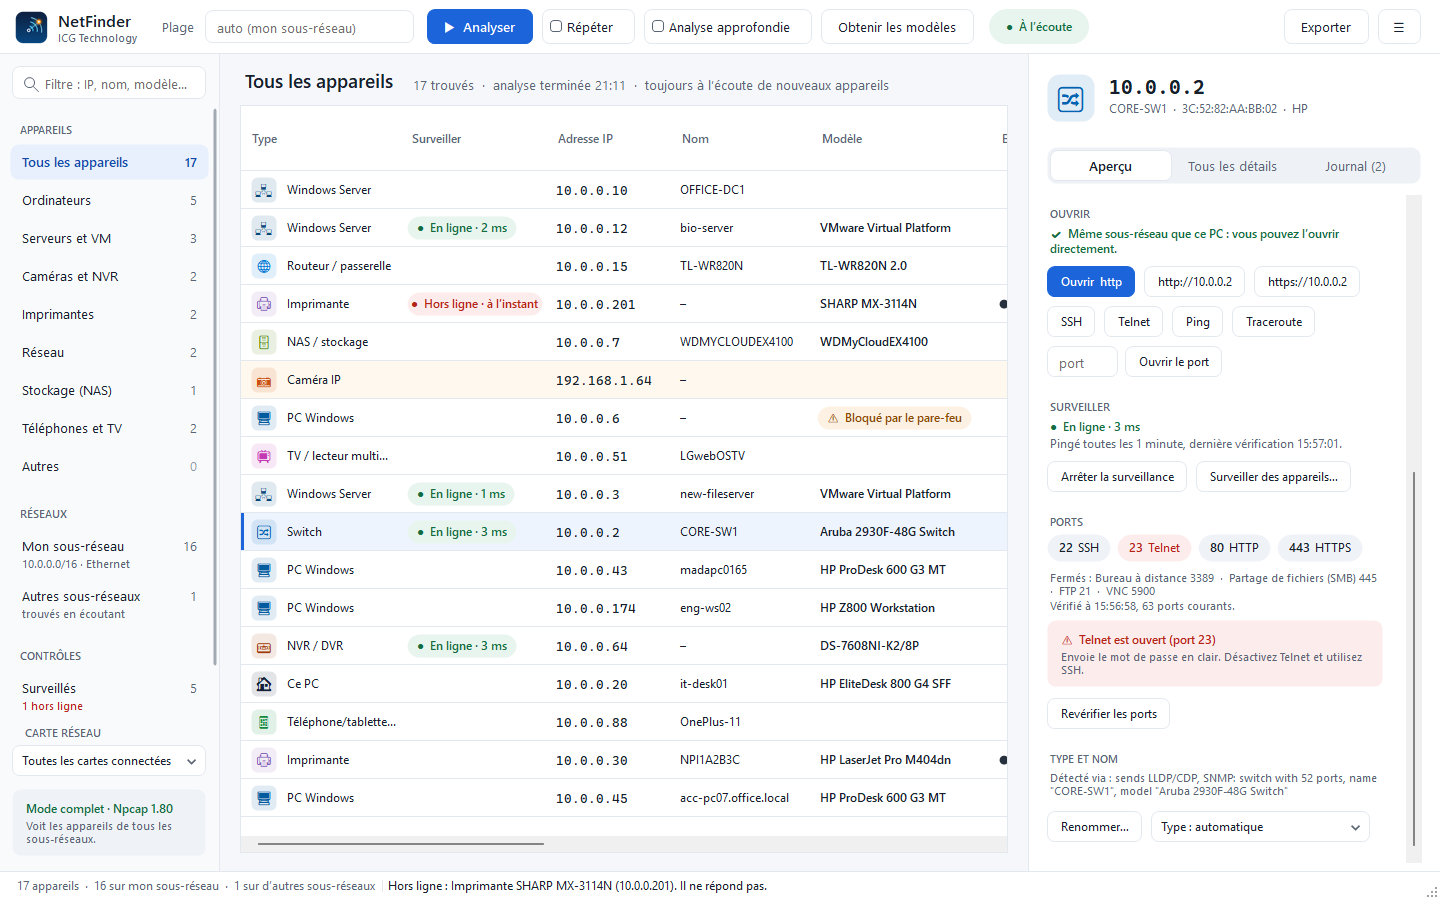 NetFinder
ICG Technology
Plage
auto (mon sous-réseau)
Analyser
Répéter
Analyse approfondie
Obtenir les modèles
● À l'écoute
Exporter
☰
Filtre : IP, nom, modèle...
APPAREILS
Tous les appareils 17
Ordinateurs 5
Serveurs et VM 3
Caméras et NVR 2
Imprimantes 2
Réseau 2
Stockage (NAS) 1
Téléphones et TV 2
Autres 0
RÉSEAUX
Mon sous-réseau 16
10.0.0.0/16 · Ethernet
Autres sous-réseaux 1
trouvés en écoutant
CONTRÔLES
Surveillés 5
1 hors ligne
CARTE RÉSEAU
Toutes les cartes connectées
Mode complet · Npcap 1.80
Voit les appareils de tous les
sous-réseaux.
Tous les appareils 17 trouvés · analyse terminée 21:11 · toujours à l'écoute de nouveaux appareils
Type Surveiller Adresse IP Nom Modèle
Windows Server 10.0.0.10 OFFICE-DC1
Windows Server ● En ligne · 2 ms 10.0.0.12 bio-server VMware Virtual Platform
Routeur / passerelle 10.0.0.15 TL-WR820N TL-WR820N 2.0
Imprimante ● Hors ligne · à l'instant 10.0.0.201 – SHARP MX-3114N
NAS / stockage 10.0.0.7 WDMYCLOUDEX4100 WDMyCloudEX4100
Caméra IP 192.168.1.64 –
PC Windows 10.0.0.6 – ⚠ Bloqué par le pare-feu
TV / lecteur multi... 10.0.0.51 LGwebOSTV
Windows Server ● En ligne · 1 ms 10.0.0.3 new-fileserver VMware Virtual Platform
Switch ● En ligne · 3 ms 10.0.0.2 CORE-SW1 Aruba 2930F-48G Switch
PC Windows 10.0.0.43 madapc0165 HP ProDesk 600 G3 MT
PC Windows 10.0.0.174 eng-ws02 HP Z800 Workstation
NVR / DVR ● En ligne · 3 ms 10.0.0.64 – DS-7608NI-K2/8P
Ce PC 10.0.0.20 it-desk01 HP EliteDesk 800 G4 SFF
Téléphone/tablette... 10.0.0.88 OnePlus-11
Imprimante 10.0.0.30 NPI1A2B3C HP LaserJet Pro M404dn
PC Windows 10.0.0.45 acc-pc07.office.local HP ProDesk 600 G3 MT
10.0.0.2
CORE-SW1 · 3C:52:82:AA:BB:02 · HP
Aperçu Tous les détails Journal (2)
OUVRIR
✔ Même sous-réseau que ce PC : vous pouvez l'ouvrir
directement.
Ouvrir http http://10.0.0.2 https://10.0.0.2
SSH Telnet Ping Traceroute
port Ouvrir le port
SURVEILLER
● En ligne · 3 ms
Pingé toutes les 1 minute, dernière vérification 15:57:01.
Arrêter la surveillance Surveiller des appareils...
PORTS
22 SSH 23 Telnet 80 HTTP 443 HTTPS
Fermés : Bureau à distance 3389 · Partage de fichiers (SMB) 445
· FTP 21 · VNC 5900
Vérifié à 15:56:58, 63 ports courants.
⚠ Telnet est ouvert (port 23)
Envoie le mot de passe en clair. Désactivez Telnet et utilisez
SSH.
Revérifier les ports
TYPE ET NOM
Détecté via : sends LLDP/CDP, SNMP: switch with 52 ports, name
"CORE-SW1", model "Aruba 2930F-48G Switch"
Renommer... Type : automatique
17 appareils · 16 sur mon sous-réseau · 1 sur d'autres sous-réseaux Hors ligne : Imprimante SHARP MX-3114N (10.0.0.201). Il ne répond pas.